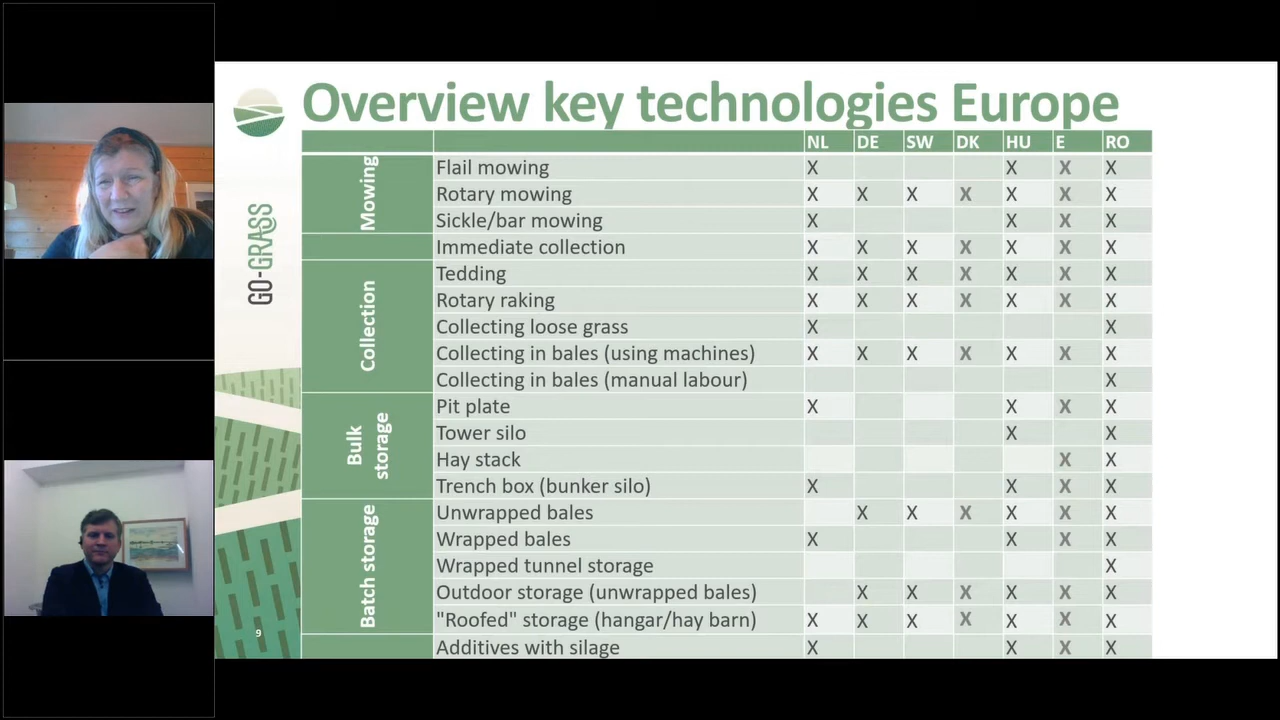 Overview key technologies Europe
NL DE SW DK HU E RO
Mowing
Flail mowing X X X X
Rotary mowing X X X X X X X
Sickle/bar mowing X X X X
Immediate collection X X X X X X X
Collection
Tedding X X X X X X X
Rotary raking X X X X X X X
Collecting loose grass X X
Collecting in bales (using machines) X X X X X X X
Collecting in bales (manual labour) X
Bulk
storage
Pit plate X X X X
Tower silo X X
Hay stack X X
Trench box (bunker silo) X X X X
Batch storage
Unwrapped bales X X X X X X
Wrapped bales X X X X
Wrapped tunnel storage X
Outdoor storage (unwrapped bales) X X X X X X
"Roofed" storage (hangar/hay barn) X X X X X X X
Additives with silage X X X X
GO-GRASS
9